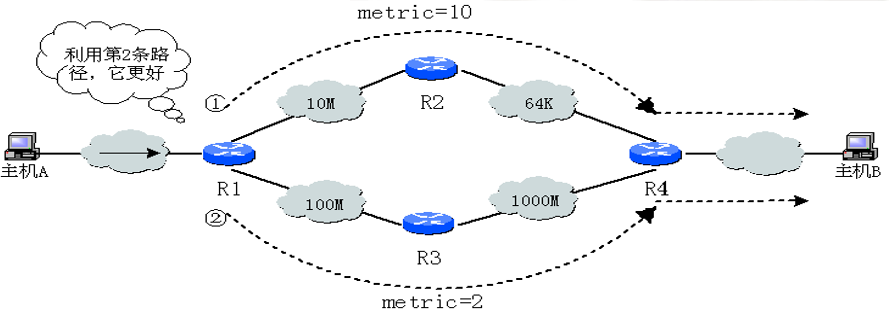 metric=10
利用第2条路
径，它更好
①
10M
R2
64K
主机A
R1
R4
主机B
②
100M
1000M
R3
metric=2